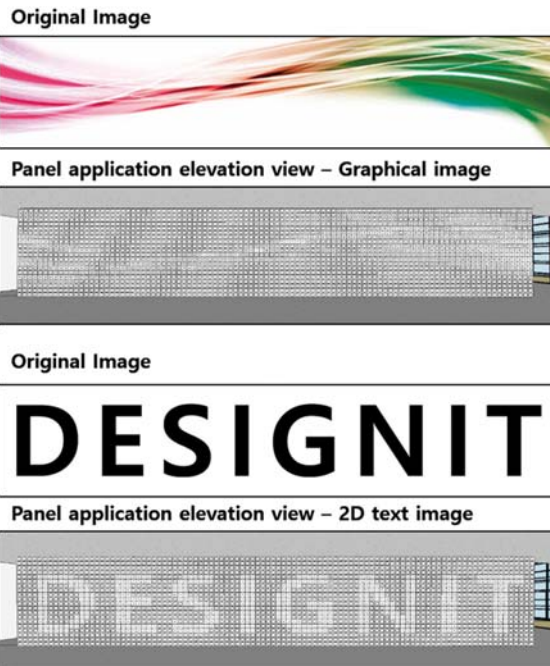 Original Image
Panel application elevation view – Graphical image
Original Image
DESIGNIT
Panel application elevation view – 2D text image
DESIGNIT